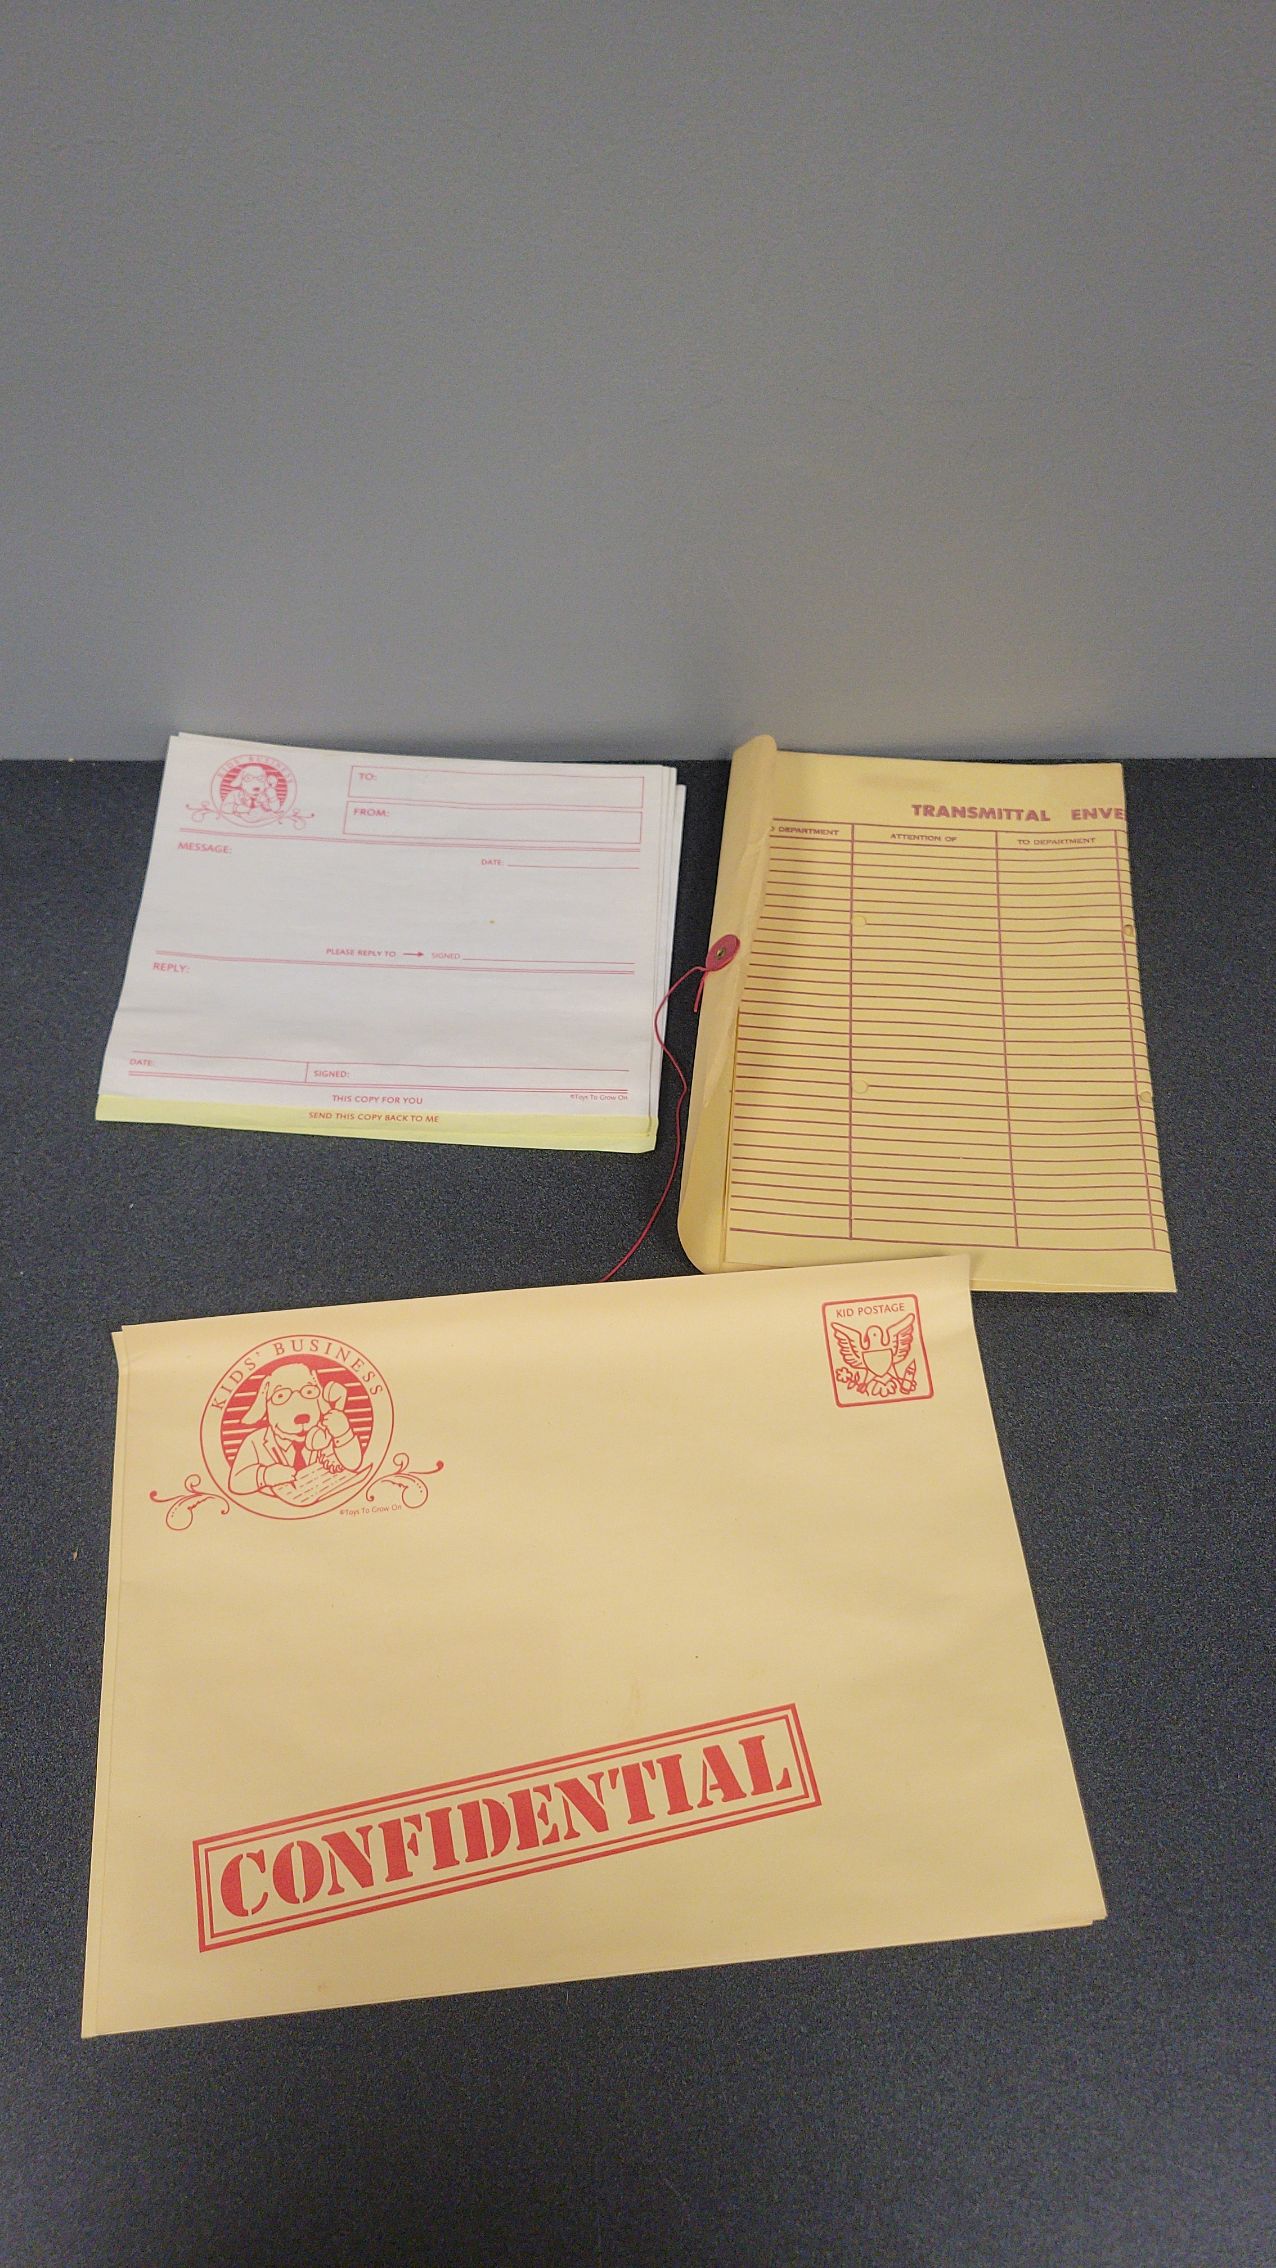 KIDS' BUSINESS
TO:
FROM:
MESSAGE:
DATE:
PLEASE REPLY TO → SIGNED
REPLY:
DATE:
SIGNED:
THIS COPY FOR YOU
©Toys To Grow On
SEND THIS COPY BACK TO ME
TRANSMITTAL ENVE
DEPARTMENT
ATTENTION OF
TO DEPARTMENT
KIDS' BUSINESS
©Toys To Grow On
KID POSTAGE
CONFIDENTIAL